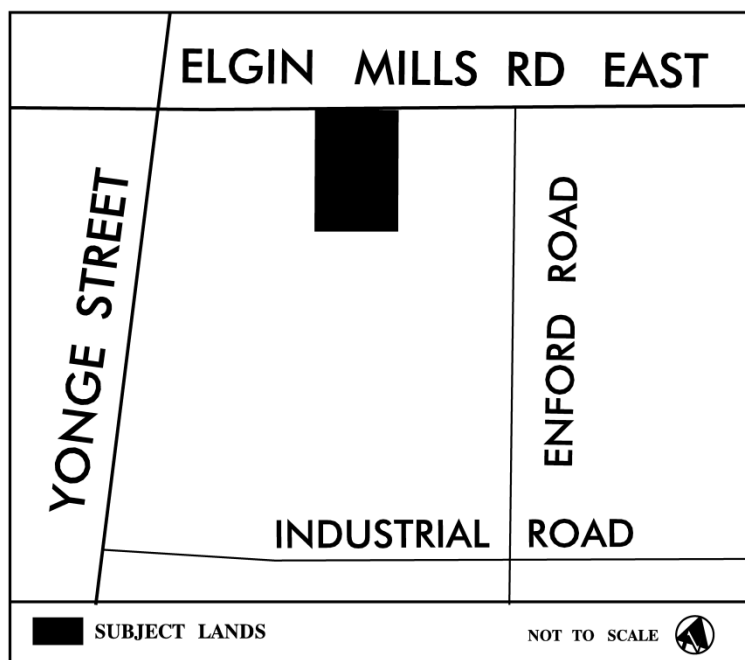 ELGIN MILLS RD EAST
YONGE STREET
ENFORD ROAD
INDUSTRIAL ROAD
SUBJECT LANDS
NOT TO SCALE